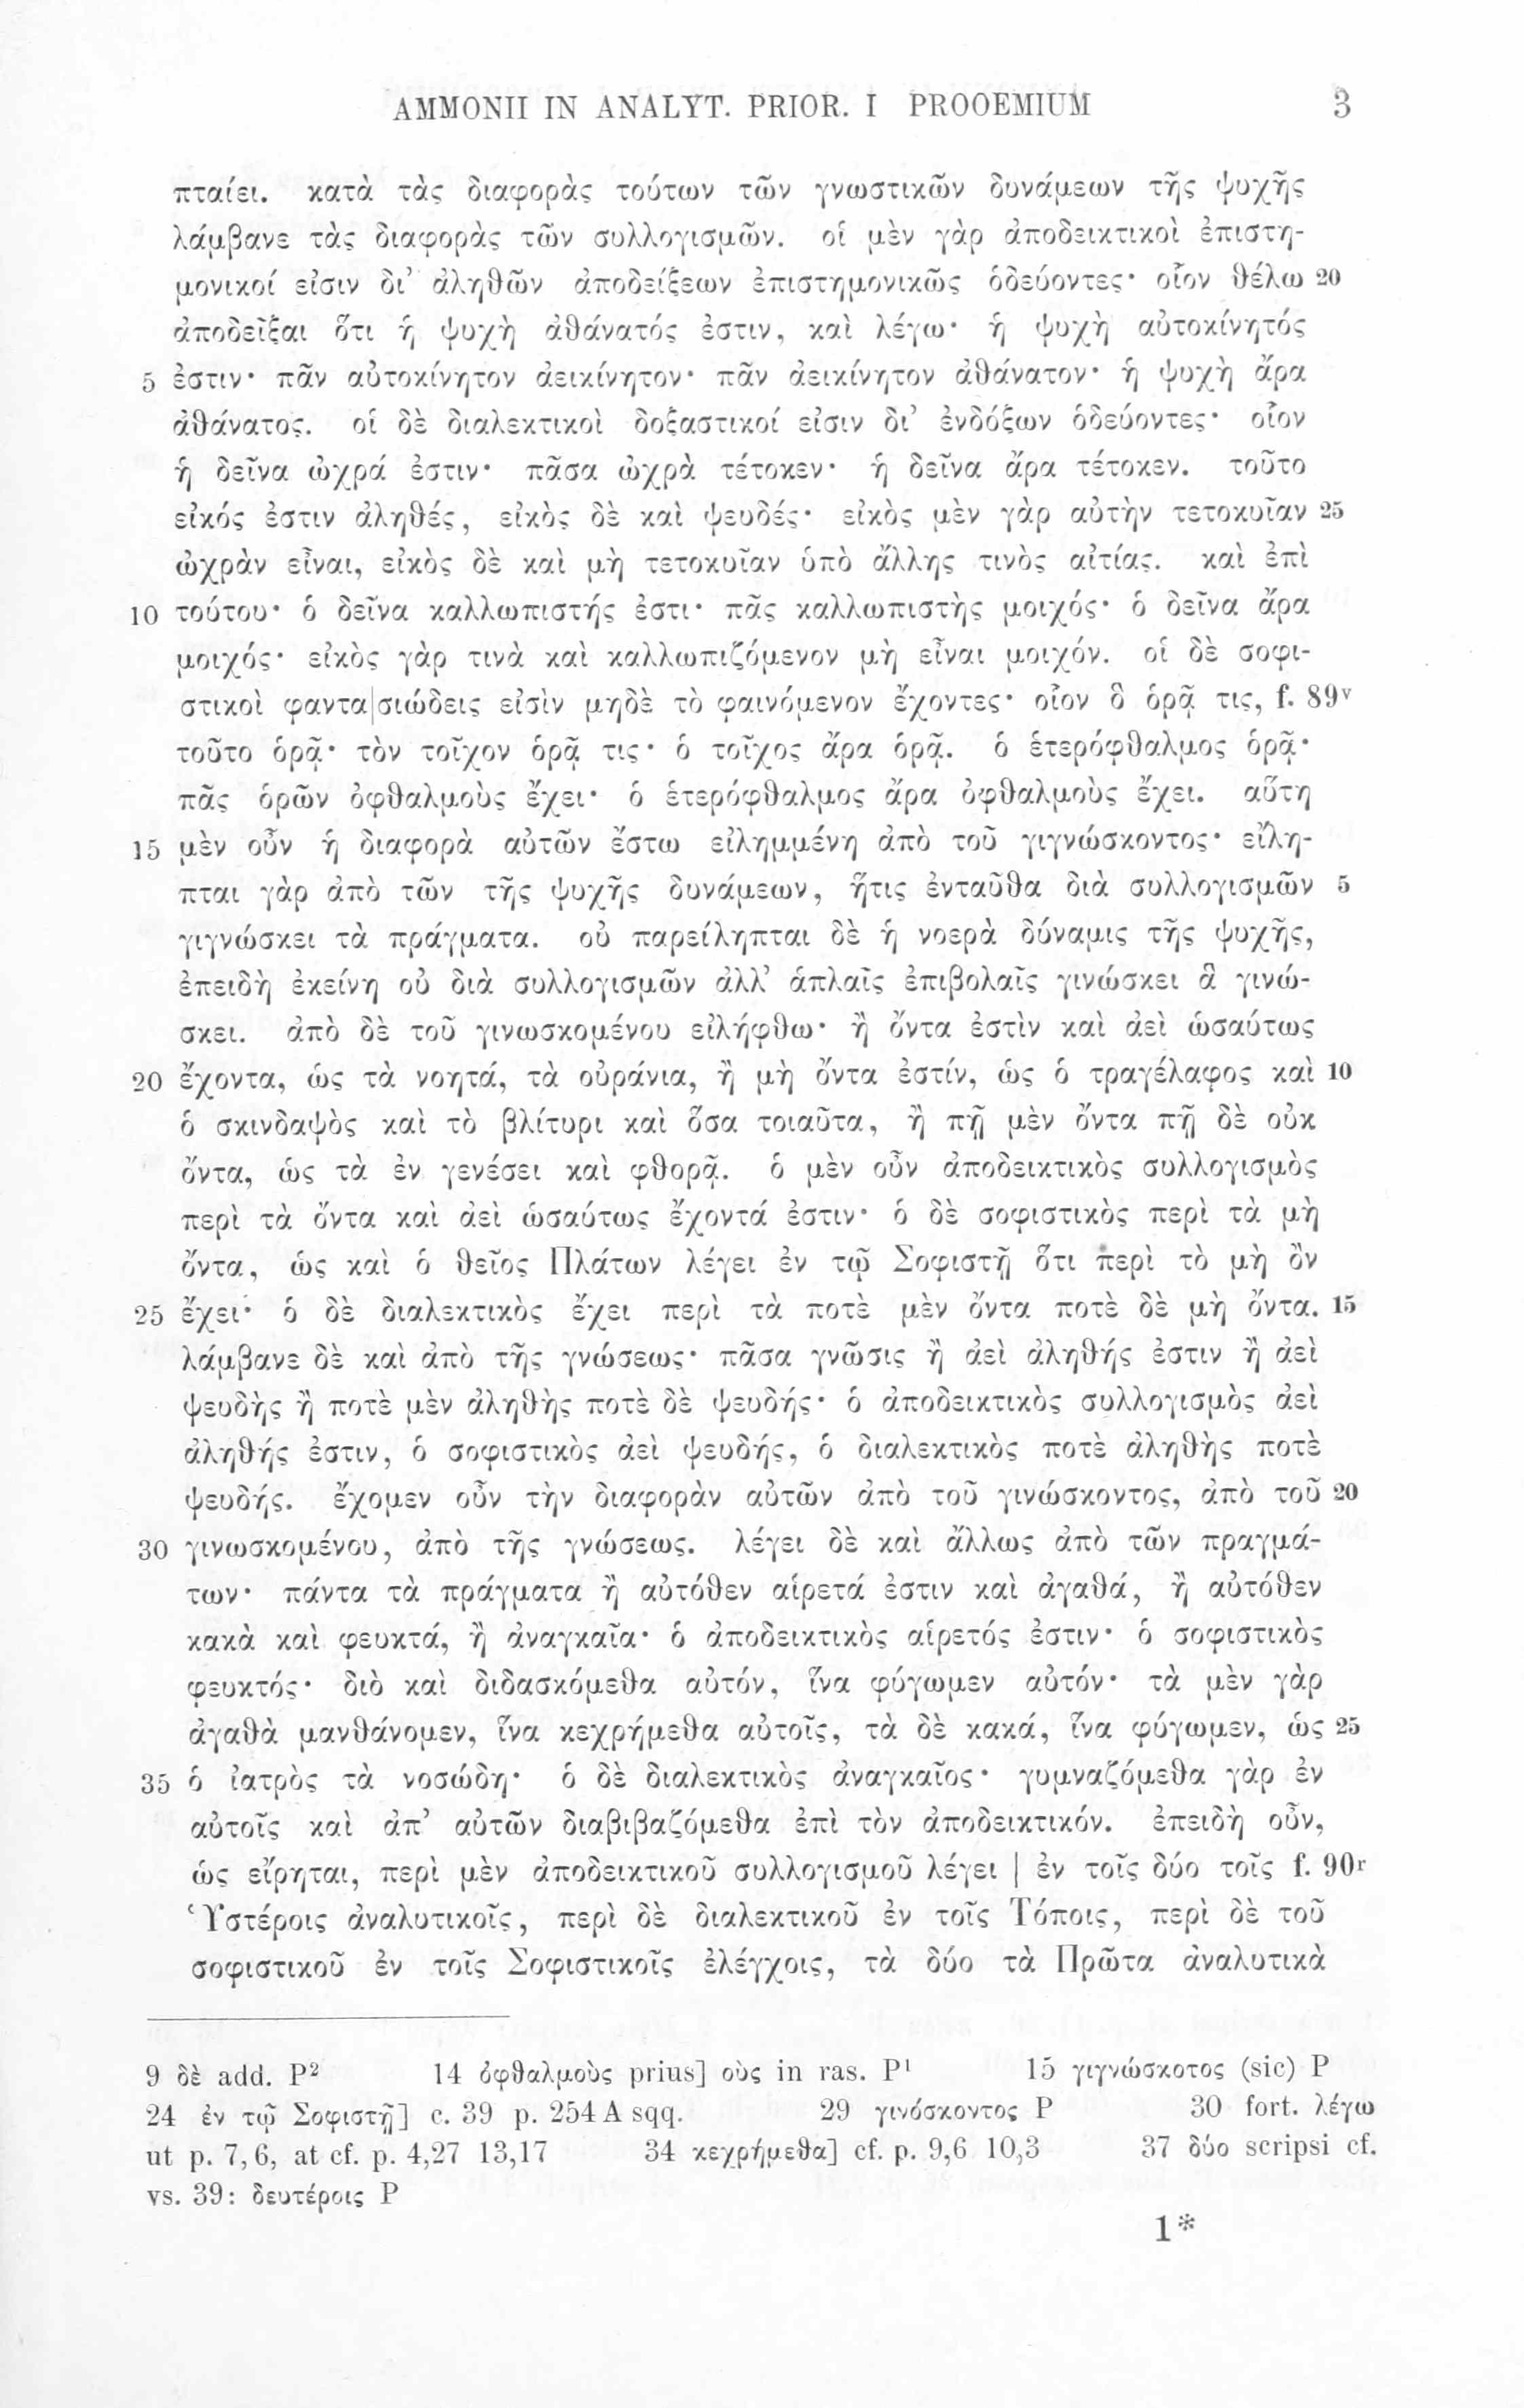 AMMONII IN ANALYT. PRIOR. I PROOEMIUM 3
πταίει. κατὰ τὰς διαφορὰς τούτων τῶν γνωστικῶν δυνάμεων τῆς ψυχῆς
λάμβανε τὰς διαφορὰς τῶν συλλογισμῶν. οἱ μὲν γὰρ ἀποδεικτικοὶ ἐπιστη-
μονικοί εἰσιν δι' ἀληθῶν ἀποδείξεων ἐπιστημονικῶς ὁδεύοντες· οἷον θέλω 20
ἀποδεῖξαι ὅτι ἡ ψυχὴ ἀθάνατός ἐστιν, καὶ λέγω· ἡ ψυχὴ αὐτοκίνητός
5 ἐστιν· πᾶν αὐτοκίνητον ἀεικίνητον· πᾶν ἀεικίνητον ἀθάνατον· ἡ ψυχὴ ἄρα
ἀθάνατος. οἱ δὲ διαλεκτικοὶ δοξαστικοί εἰσιν δι' ἐνδόξων ὁδεύοντες· οἷον
ἡ δεῖνα ὠχρά ἐστιν· πᾶσα ὠχρὰ τέτοκεν· ἡ δεῖνα ἄρα τέτοκεν. τοῦτο
εἰκός ἐστιν ἀληθές, εἰκὸς δὲ καὶ ψευδές· εἰκὸς μὲν γὰρ αὐτὴν τετοκυῖαν 25
ὠχρὰν εἶναι, εἰκὸς δὲ καὶ μὴ τετοκυῖαν ὑπὸ ἄλλης τινὸς αἰτίας. καὶ ἐπὶ
10 τούτου· ὁ δεῖνα καλλωπιστής ἐστι· πᾶς καλλωπιστὴς μοιχός· ὁ δεῖνα ἄρα
μοιχός· εἰκὸς γὰρ τινὰ καὶ καλλωπιζόμενον μὴ εἶναι μοιχόν. οἱ δὲ σοφι-
στικοὶ φαντα|σιώδεις εἰσὶν μηδὲ τὸ φαινόμενον ἔχοντες· οἷον ὃ ὁρᾷ τις, f. 89v
τοῦτο ὁρᾷ· τὸν τοῖχον ὁρᾷ τις· ὁ τοῖχος ἄρα ὁρᾷ. ὁ ἑτερόφθαλμος ὁρᾷ·
πᾶς ὁρῶν ὀφθαλμοὺς ἔχει· ὁ ἑτερόφθαλμος ἄρα ὀφθαλμοὺς ἔχει. αὕτη
15 μὲν οὖν ἡ διαφορὰ αὐτῶν ἔστω εἰλημμένη ἀπὸ τοῦ γιγνώσκοντος· εἴλη-
πται γὰρ ἀπὸ τῶν τῆς ψυχῆς δυνάμεων, ἥτις ἐνταῦθα διὰ συλλογισμῶν 5
γιγνώσκει τὰ πράγματα. οὐ παρείληπται δὲ ἡ νοερὰ δύναμις τῆς ψυχῆς,
ἐπειδὴ ἐκείνη οὐ διὰ συλλογισμῶν ἀλλ' ἁπλαῖς ἐπιβολαῖς γινώσκει ἃ γινώ-
σκει. ἀπὸ δὲ τοῦ γινωσκομένου εἰλήφθω· ἢ ὄντα ἐστὶν καὶ ἀεὶ ὡσαύτως
20 ἔχοντα, ὡς τὰ νοητά, τὰ οὐράνια, ἢ μὴ ὄντα ἐστίν, ὡς ὁ τραγέλαφος καὶ 10
ὁ σκινδαψὸς καὶ τὸ βλίτυρι καὶ ὅσα τοιαῦτα, ἢ πῇ μὲν ὄντα πῇ δὲ οὐκ
ὄντα, ὡς τὰ ἐν γενέσει καὶ φθορᾷ. ὁ μὲν οὖν ἀποδεικτικὸς συλλογισμὸς
περὶ τὰ ὄντα καὶ ἀεὶ ὡσαύτως ἔχοντά ἐστιν· ὁ δὲ σοφιστικὸς περὶ τὰ μὴ
ὄντα, ὡς καὶ ὁ θεῖος Πλάτων λέγει ἐν τῷ Σοφιστῇ ὅτι περὶ τὸ μὴ ὂν
25 ἔχει· ὁ δὲ διαλεκτικὸς ἔχει περὶ τὰ ποτὲ μὲν ὄντα ποτὲ δὲ μὴ ὄντα. 15
λάμβανε δὲ καὶ ἀπὸ τῆς γνώσεως· πᾶσα γνῶσις ἢ ἀεὶ ἀληθής ἐστιν ἢ ἀεὶ
ψευδὴς ἢ ποτὲ μὲν ἀληθὴς ποτὲ δὲ ψευδής· ὁ ἀποδεικτικὸς συλλογισμὸς ἀεὶ
ἀληθής ἐστιν, ὁ σοφιστικὸς ἀεὶ ψευδής, ὁ διαλεκτικὸς ποτὲ ἀληθὴς ποτὲ
ψευδής. ἔχομεν οὖν τὴν διαφορὰν αὐτῶν ἀπὸ τοῦ γινώσκοντος, ἀπὸ τοῦ 20
30 γινωσκομένου, ἀπὸ τῆς γνώσεως. λέγει δὲ καὶ ἄλλως ἀπὸ τῶν πραγμά-
των· πάντα τὰ πράγματα ἢ αὐτόθεν αἱρετά ἐστιν καὶ ἀγαθά, ἢ αὐτόθεν
κακὰ καὶ φευκτά, ἢ ἀναγκαῖα· ὁ ἀποδεικτικὸς αἱρετός ἐστιν· ὁ σοφιστικὸς
φευκτός· διὸ καὶ διδασκόμεθα αὐτόν, ἵνα φύγωμεν αὐτόν· τὰ μὲν γὰρ
ἀγαθὰ μανθάνομεν, ἵνα κεχρήμεθα αὐτοῖς, τὰ δὲ κακά, ἵνα φύγωμεν, ὡς 25
35 ὁ ἰατρὸς τὰ νοσώδη· ὁ δὲ διαλεκτικὸς ἀναγκαῖος· γυμναζόμεθα γὰρ ἐν
αὐτοῖς καὶ ἀπ' αὐτῶν διαβιβαζόμεθα ἐπὶ τὸν ἀποδεικτικόν. ἐπειδὴ οὖν,
ὡς εἴρηται, περὶ μὲν ἀποδεικτικοῦ συλλογισμοῦ λέγει | ἐν τοῖς δύο τοῖς f. 90r
Ὑστέροις ἀναλυτικοῖς, περὶ δὲ διαλεκτικοῦ ἐν τοῖς Τόποις, περὶ δὲ τοῦ
σοφιστικοῦ ἐν τοῖς Σοφιστικοῖς ἐλέγχοις, τὰ δύο τὰ Πρῶτα ἀναλυτικὰ
9 δὲ add. P² 14 ὀφθαλμοὺς prius] οὺς in ras. P¹ 15 γιγνώσκοτος (sic) P
24 ἐν τῷ Σοφιστῇ] c. 39 p. 254 A sqq. 29 γινόσκοντος P 30 fort. λέγω
ut p. 7,6, at cf. p. 4,27 13,17 34 κεχρήμεθα] cf. p. 9,6 10,3 37 δύο scripsi cf.
vs. 39: δευτέροις P
1*